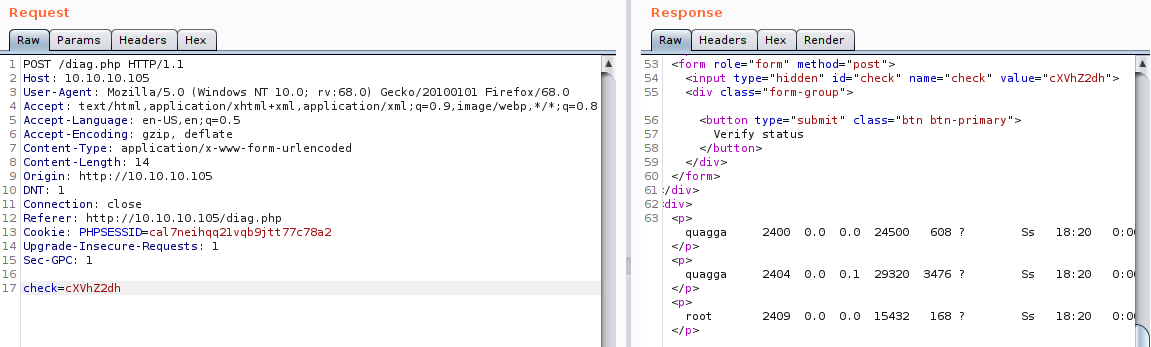 Request
Raw Params Headers Hex
1 POST /diag.php HTTP/1.1
2 Host: 10.10.10.105
3 User-Agent: Mozilla/5.0 (Windows NT 10.0; rv:68.0) Gecko/20100101 Firefox/68.0
4 Accept: text/html,application/xhtml+xml,application/xml;q=0.9,image/webp,*/*;q=0.8
5 Accept-Language: en-US,en;q=0.5
6 Accept-Encoding: gzip, deflate
7 Content-Type: application/x-www-form-urlencoded
8 Content-Length: 14
9 Origin: http://10.10.10.105
10 DNT: 1
11 Connection: close
12 Referer: http://10.10.10.105/diag.php
13 Cookie: PHPSESSID=cal7neihqq21vqb9jtt77c78a2
14 Upgrade-Insecure-Requests: 1
15 Sec-GPC: 1
16
17 check=cXVhZ2dh
Response
Raw Headers Hex Render
53 <form role="form" method="post">
54 <input type="hidden" id="check" name="check" value="cXVhZ2dh">
55 <div class="form-group">
56 <button type="submit" class="btn btn-primary">
57 Verify status
58 </button>
59 </div>
60 </form>
61 </div>
62 <div>
63 <p>
quagga 2400 0.0 0.0 24500 608 ? Ss 18:20
</p>
<p>
quagga 2404 0.0 0.1 29320 3476 ? Ss 18:20
</p>
<p>
root 2409 0.0 0.0 15432 168 ? Ss 18:20
</p>